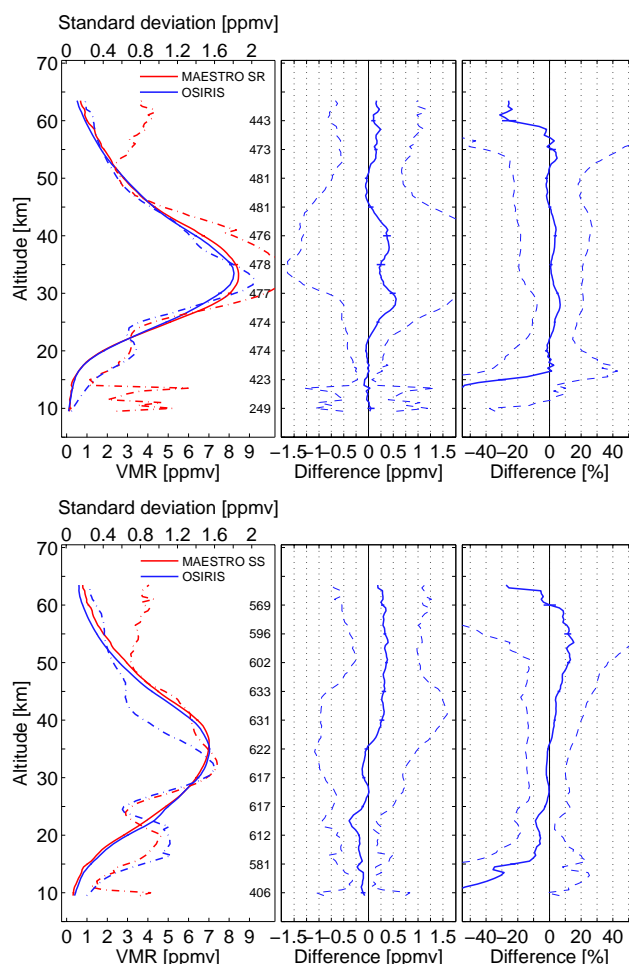 Standard deviation [ppmv]
0 0.4 0.8 1.2 1.6 2
MAESTRO SR
OSIRIS
70
60
50
40
30
20
10
Altitude [km]
443
473
481
481
476
478
477
474
474
423
249
0 1 2 3 4 5 6 7 8 9
VMR [ppmv]
−1.5−1−0.5 0 0.5 1 1.5
Difference [ppmv]
−40−20 0 20 40
Difference [%]
Standard deviation [ppmv]
0 0.4 0.8 1.2 1.6 2
MAESTRO SS
OSIRIS
70
60
50
40
30
20
10
Altitude [km]
569
596
602
633
631
622
617
617
612
581
406
0 1 2 3 4 5 6 7 8 9
VMR [ppmv]
−1.5−1−0.5 0 0.5 1 1.5
Difference [ppmv]
−40−20 0 20 40
Difference [%]